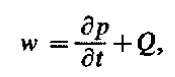 w = ∂p/∂t + Q,